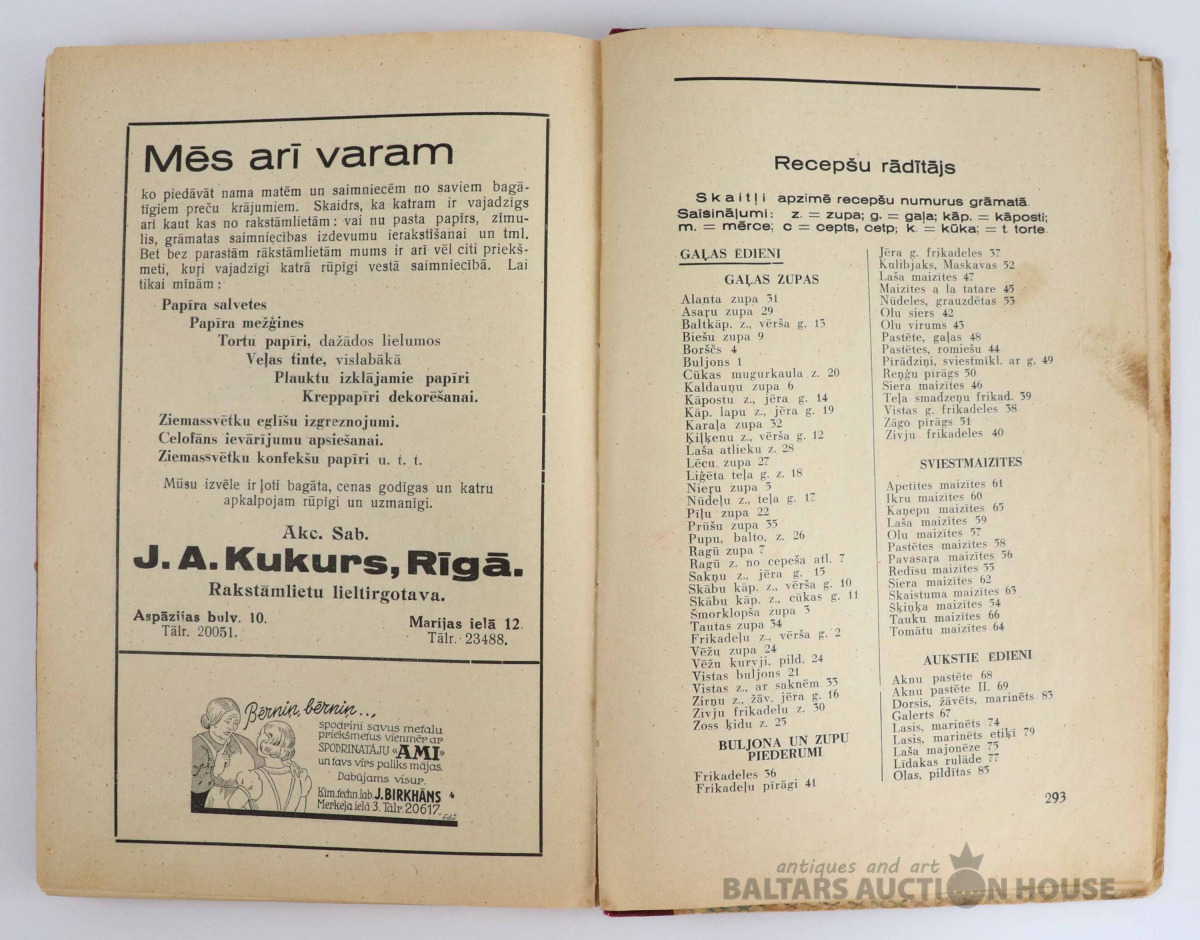 Mēs arī varam
ko piedāvāt nama matēm un saimniecēm no saviem bagā-
tīgiem preču krājumiem. Skaidrs, ka katram ir vajadzīgs
arī kaut kas no rakstāmlietām: vai nu pasta papīrs, zīmu-
lis, grāmatas saimniecības izdevumu ierakstīšanai un tml.
Bet bez parastām rakstāmlietām mums ir arī vēl citi priekš-
meti, kuŗi vajadzīgi katrā rūpīgi vestā saimniecībā. Lai
tikai mīnām:
Papīra salvetes
Papīra mežģines
Tortu papīri, dažādos lielumos
Veļas tinte, vislabākā
Plauktu izklājamie papīri
Kreppapīri dekorēšanai.
Ziemassvētku eglīšu izgreznojumi.
Celofāns ievārījumu apsiešanai.
Ziemassvētku konfekšu papīri u. t. t.
Mūsu izvēle ir ļoti bagāta, cenas godīgas un katru
apkalpojam rūpīgi un uzmanīgi.
Akc. Sab.
J. A. Kukurs, Rīgā.
Rakstāmlietu lieltirgotava.
Aspāzijas bulv. 10.
Tālr. 20051.
Marijas ielā 12.
Tālr. 23488.
Bērnin, bērnin...,
spodrini savus metalu
priekšmetus vienmēr ar
SPODRINATĀJU «AMI»
un tavs vīrs paliks mājas.
Dabūjams visur.
Kim. techn. lab. J. BIRKHĀNS
Merķeļa ielā 3. Tālr. 20617.
Recepšu rādītājs
Skaitļi apzīmē recepšu numurus grāmatā.
Saīsinājumi: z. = zupa; g. = gaļa; kāp. = kāposti;
m. = mērce; c = cepts, cetp; k. = kūka; = t. torte.
GAĻAS ĒDIENI
GAĻAS ZUPAS
Alanta zupa 31
Asaŗu zupa 29
Baltkāp. z., vērša g. 13
Biešu zupa 9
Borščs 4
Buljons 1
Cūkas mugurkaula z. 20
Kaldauņu zupa 6
Kāpostu z., jēra g. 14
Kāp. lapu z., jēra g. 19
Karaļa zupa 32
Ķiļķenu z., vērša g. 12
Laša atlieku z. 28
Lēcu zupa 27
Liģēta teļa g. z. 18
Nieŗu zupa 5
Nūdeļu z., teļa g. 17
Pīļu zupa 22
Prūšu zupa 35
Pupu, balto, z. 26
Ragū zupa 7
Ragū z. no cepeša atl. 7
Sakņu z., jēra g. 15
Skābu kāp. z., vērša g. 10
Skābu kāp. z., cūkas g. 11
Šmorklopša zupa 3
Tautas zupa 34
Frikadeļu z., vērša g. 2
Vēžu zupa 24
Vēžu kurvji, pild. 24
Vistas buljons 21
Vistas z., ar saknēm 33
Zirņu z., žāv. jēra g. 16
Zivju frikadeļu z. 30
Zoss ķidu z. 25
BULJONA UN ZUPU
PIEDERUMI
Frikadeles 36
Frikadeļu pīrāgi 41
Jēra g. frikadeles 37
Kulibjaks, Maskavas 52
Laša maizītes 47
Maizītes a la tatare 45
Nūdeles, grauzdētas 53
Olu siers 42
Olu virums 43
Pastēte, gaļas 48
Pastētes, romiešu 44
Pīrādziņi, sviestmīkl. ar g. 49
Reņģu pīrāgs 50
Siera maizītes 46
Teļa smadzeņu frikad. 39
Vistas g. frikadeles 38
Zāgo pīrāgs 51
Zivju frikadeles 40
SVIESTMAIZĪTES
Apetītes maizītes 61
Ikru maizītes 60
Kaņepu maizītes 65
Laša maizītes 59
Olu maizītes 57
Pastētes maizītes 58
Pavasaŗa maizītes 56
Redīsu maizītes 55
Siera maizītes 62
Skaistuma maizītes 63
Šķiņķa maizītes 54
Tauku maizītes 66
Tomātu maizītes 64
AUKSTIE ĒDIENI
Aknu pastēte 68
Aknu pastēte II. 69
Dorsis, žāvēts, marinēts 83
Galerts 67
Lasis, marinēts 74
Lasis, marinēts etiķī 79
Laša majonēze 75
Līdakas rulāde 77
Olas, pildītas 85
293
antiques and art
BALTARS AUCTION HOUSE